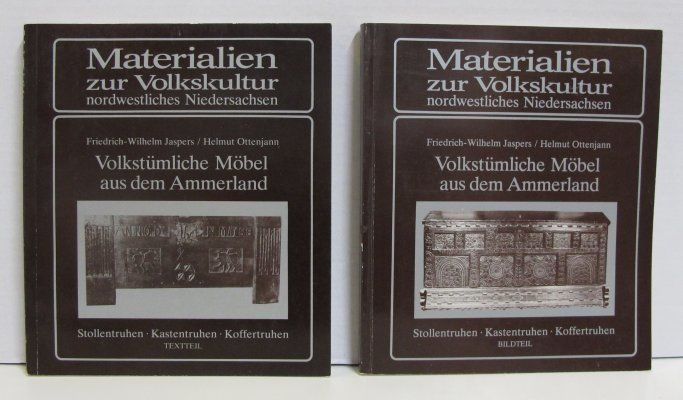 Materialien
zur Volkskultur
nordwestliches Niedersachsen
Friedrich-Wilhelm Jaspers / Helmut Ottenjann
Volkstümliche Möbel
aus dem Ammerland
Stollentruhen · Kastentruhen · Koffertruhen
TEXTTEIL
Materialien
zur Volkskultur
nordwestliches Niedersachsen
Friedrich-Wilhelm Jaspers / Helmut Ottenjann
Volkstümliche Möbel
aus dem Ammerland
Stollentruhen · Kastentruhen · Koffertruhen
BILDTEIL